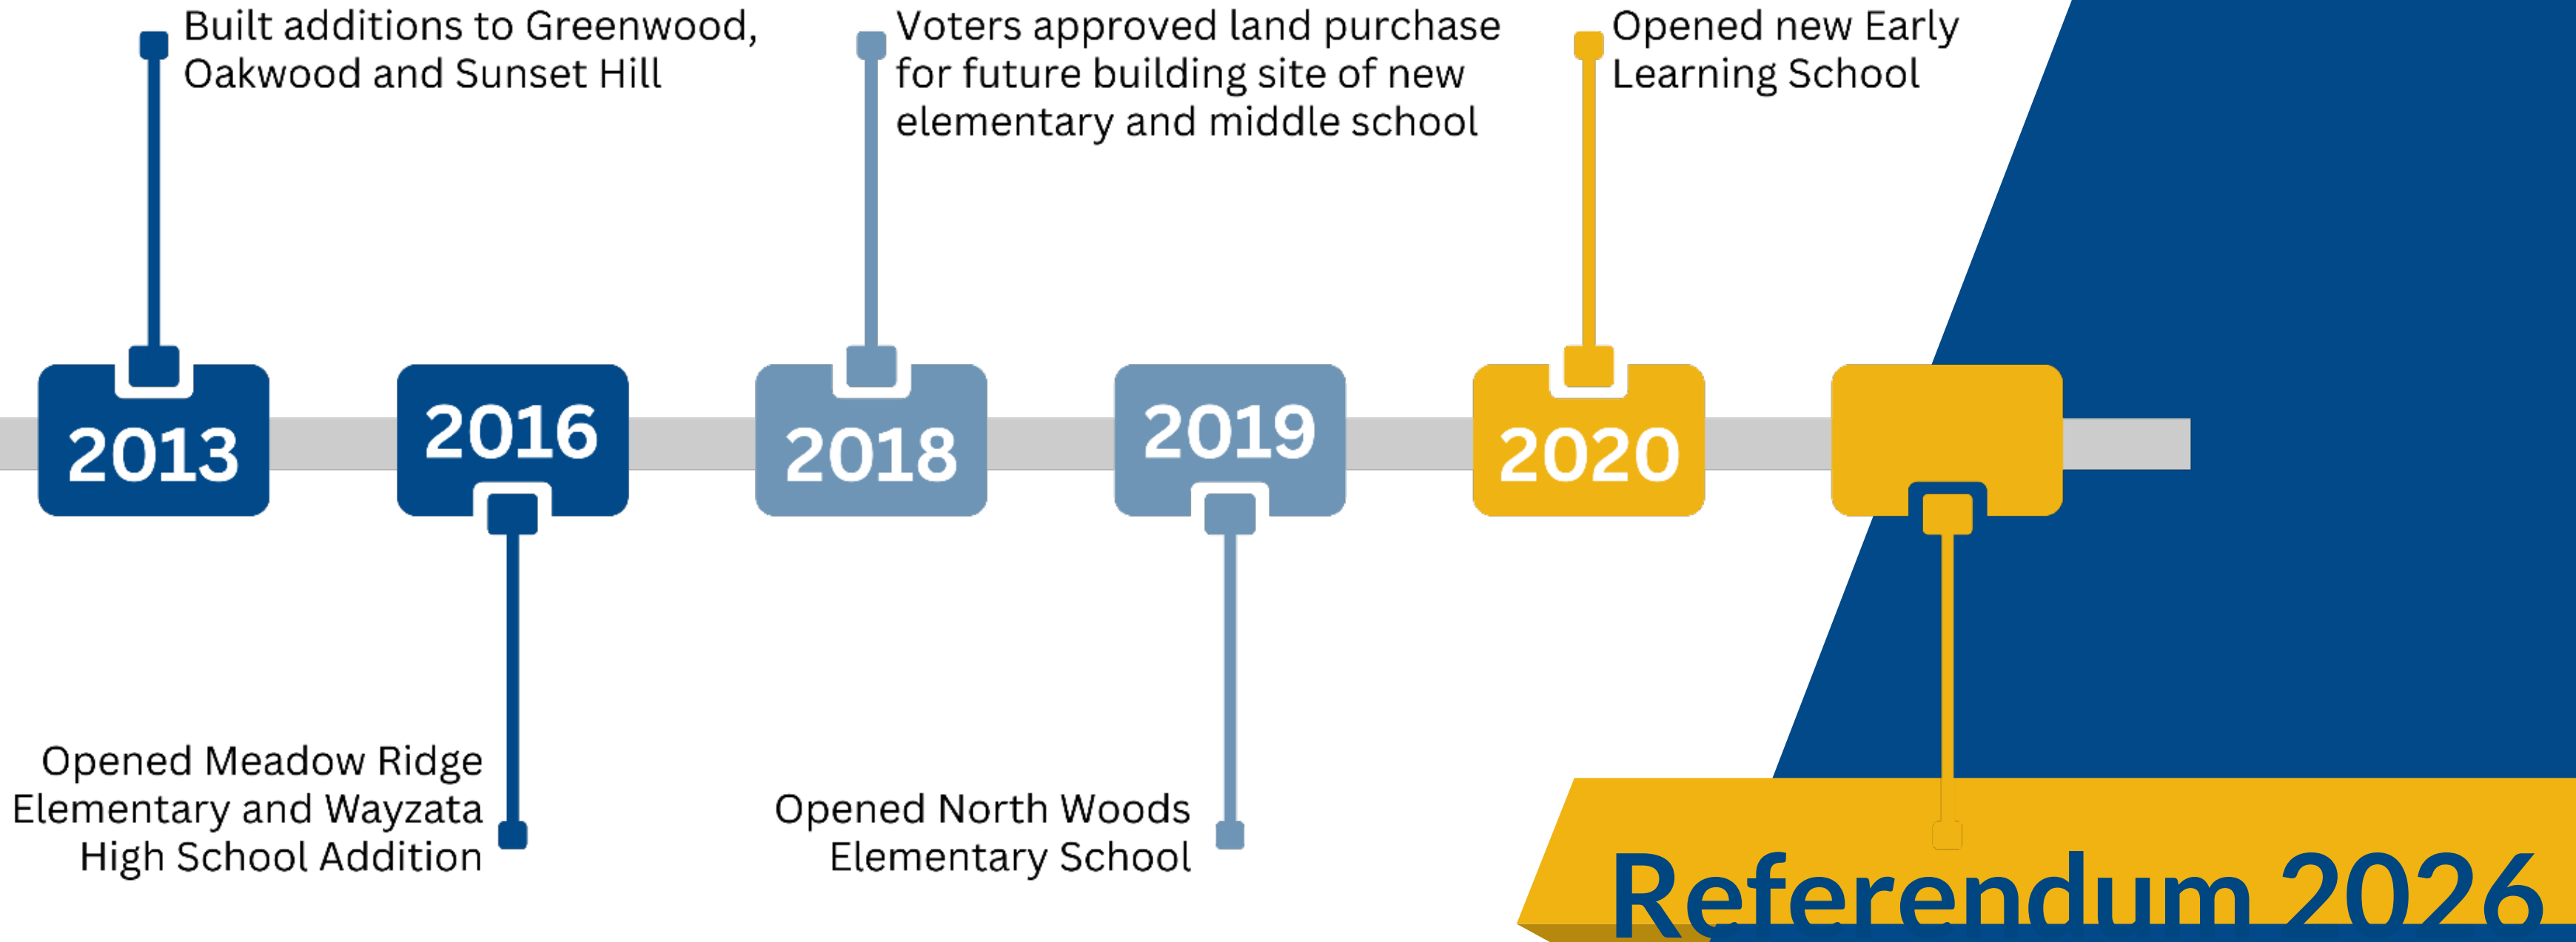 Built additions to Greenwood,
Oakwood and Sunset Hill
Voters approved land purchase
for future building site of new
elementary and middle school
Opened new Early
Learning School
2013
2016
2018
2019
2020
Opened Meadow Ridge
Elementary and Wayzata
High School Addition
Opened North Woods
Elementary School
Referendum 2026